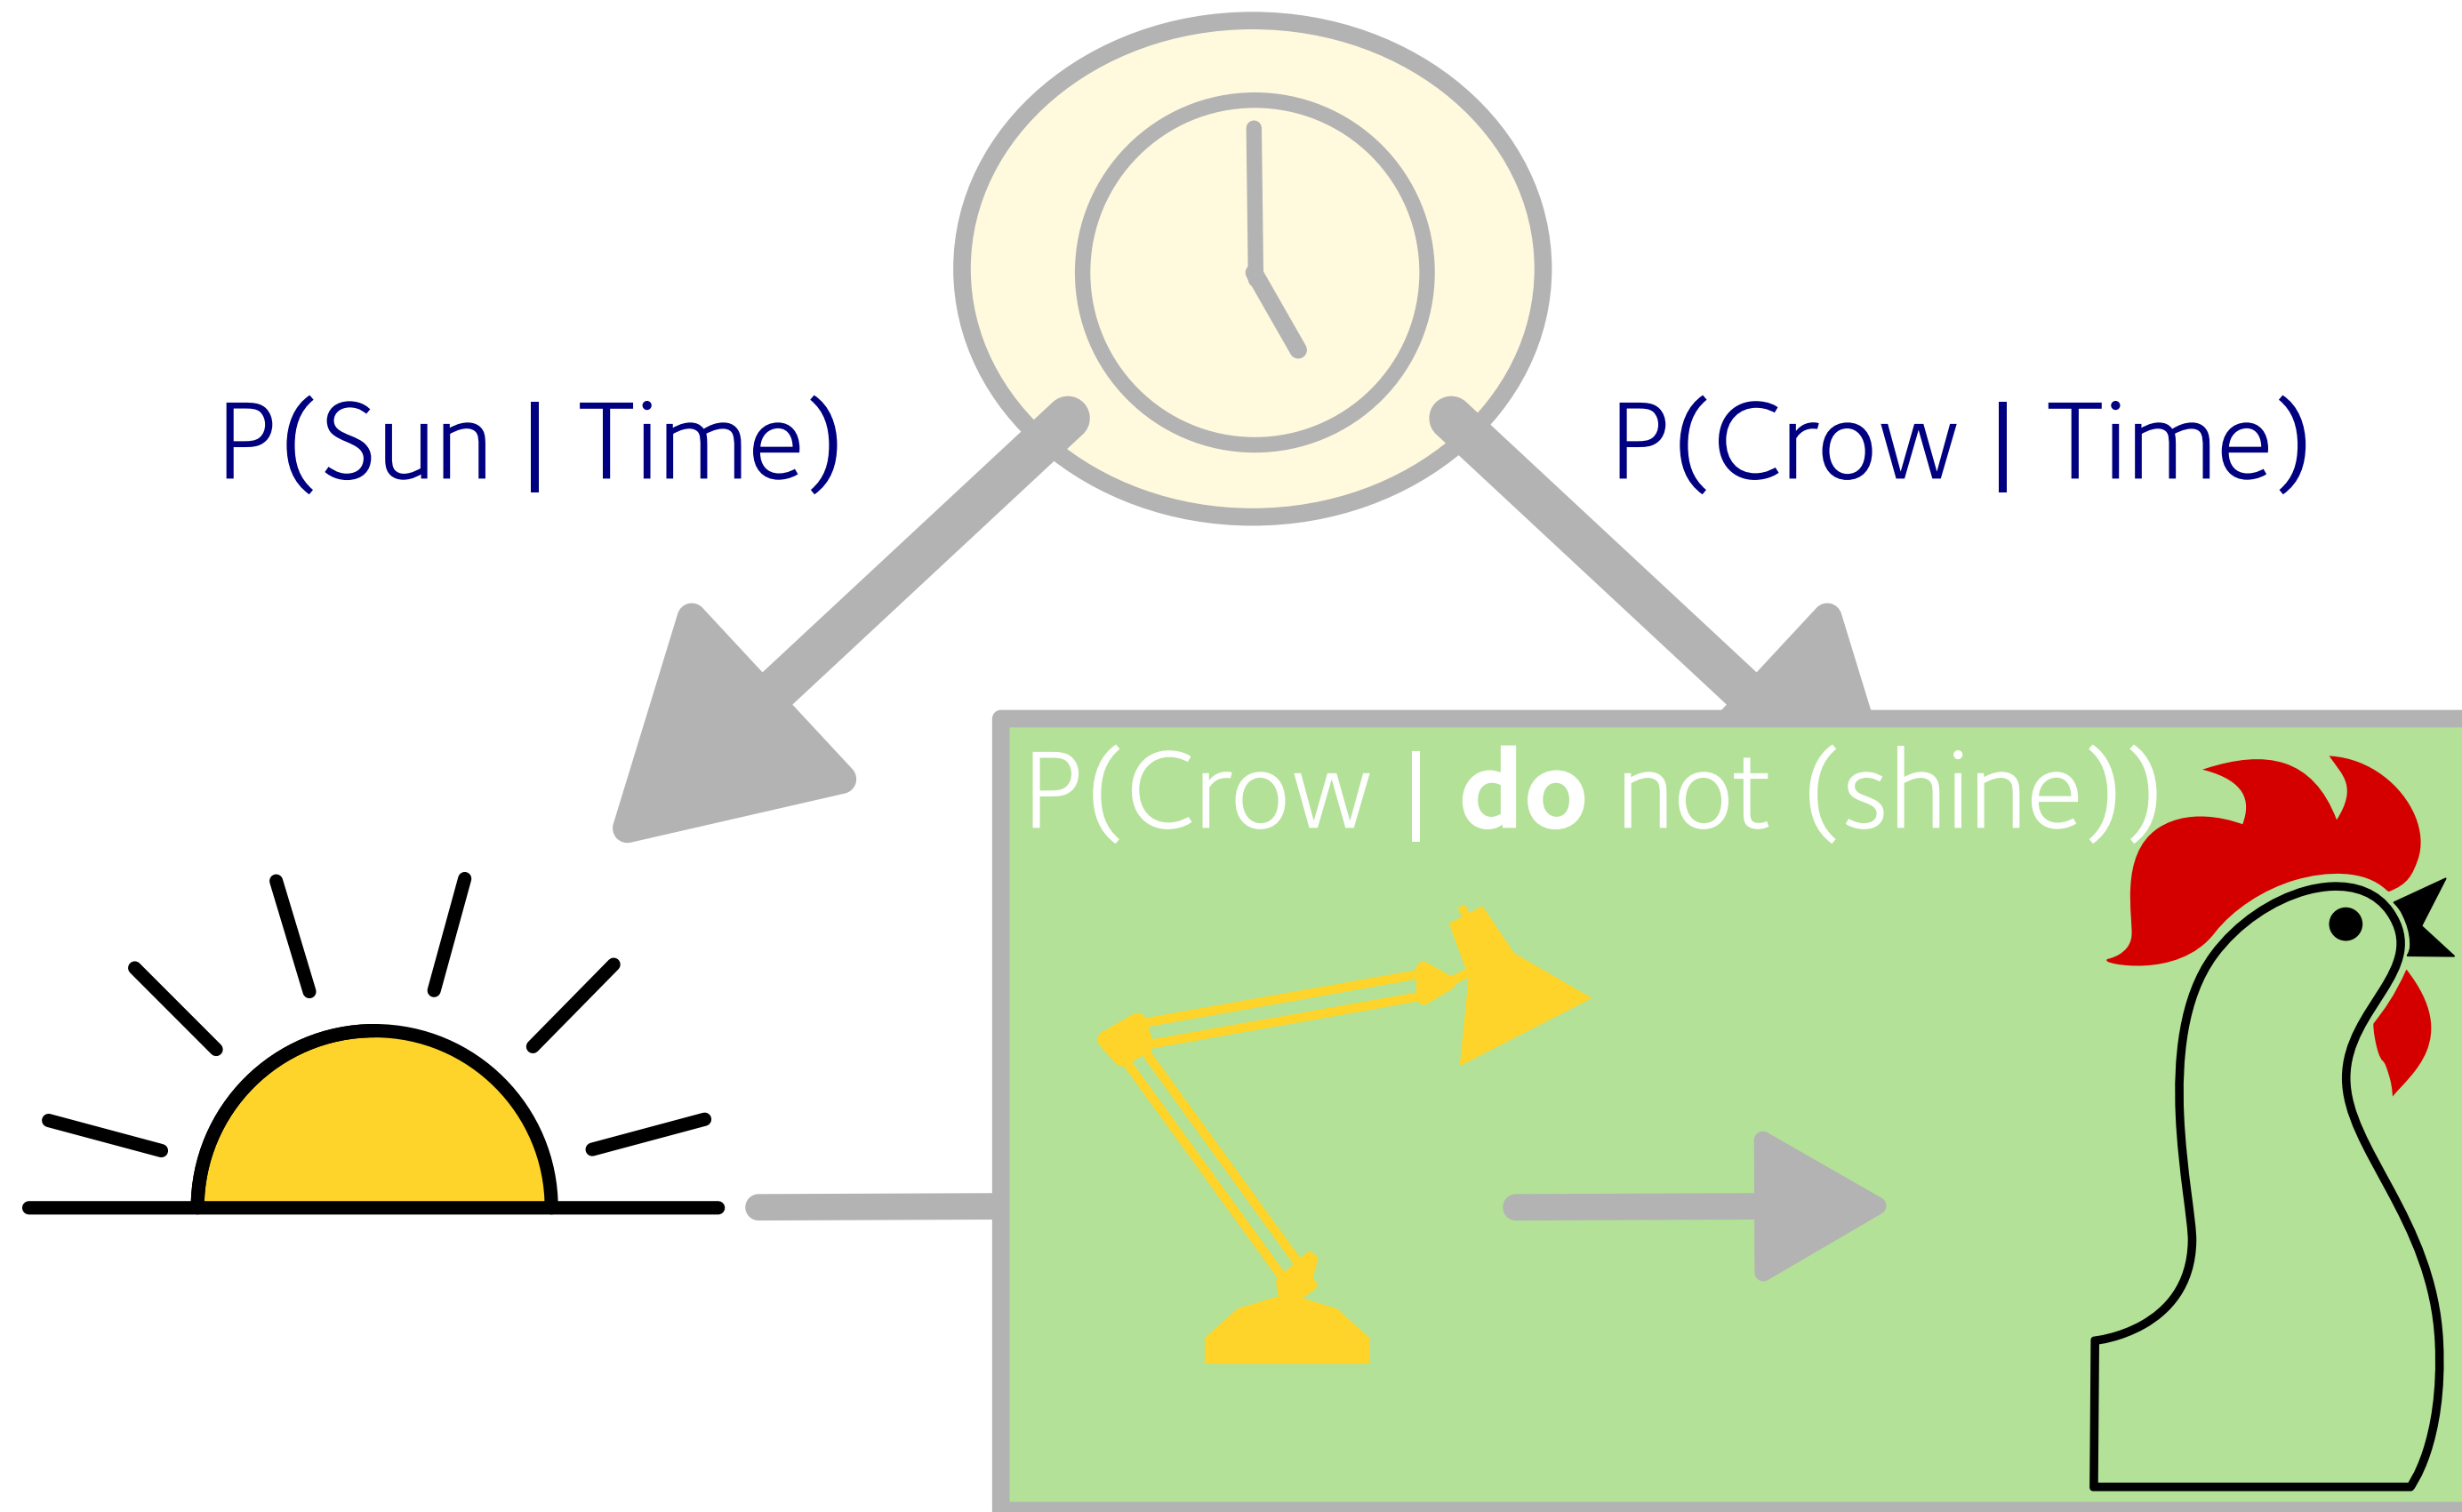 P(Sun | Time)
P(Crow | Time)
P(Crow | do not (shine))